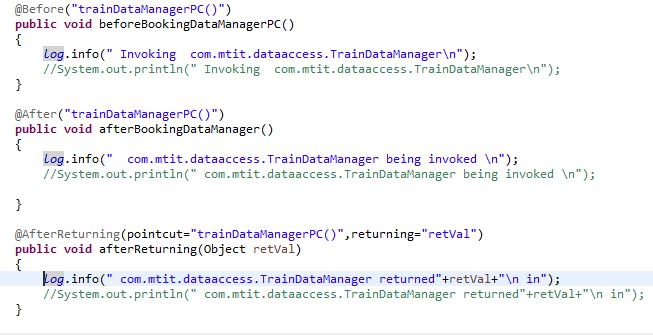 @Before("trainDataManagerPC()")
public void beforeBookingDataManagerPC()
{
log.info(" Invoking  com.mtit.dataaccess.TrainDataManager\n");
//System.out.println(" Invoking  com.mtit.dataaccess.TrainDataManager\n");
}
@After("trainDataManagerPC()")
public void afterBookingDataManager()
{
log.info("  com.mtit.dataaccess.TrainDataManager being invoked \n");
//System.out.println(" com.mtit.dataaccess.TrainDataManager being invoked \n");
}
@AfterReturning(pointcut="trainDataManagerPC()",returning="retVal")
public void afterReturning(Object retVal)
{
log.info(" com.mtit.dataaccess.TrainDataManager returned"+retVal+"\n in");
//System.out.println(" com.mtit.dataaccess.TrainDataManager returned"+retVal+"\n in");
}